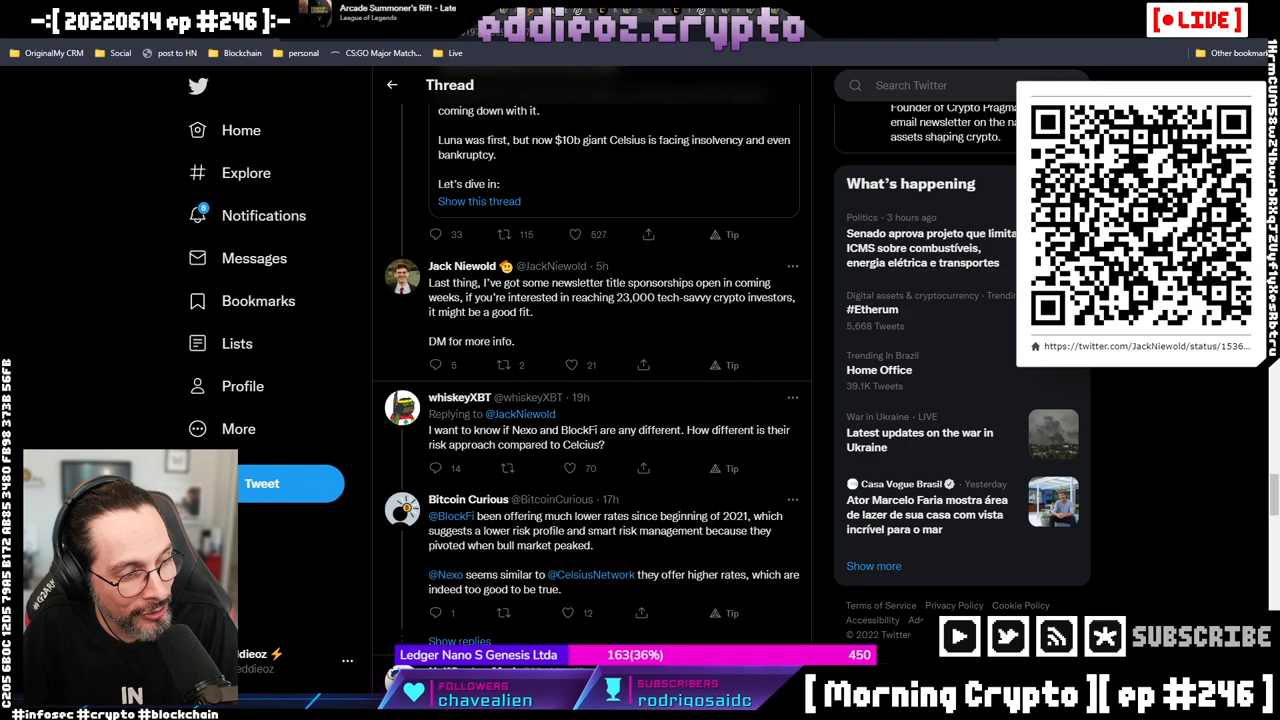 -:[ 20220614 ep #246 ]:-
Arcade Summoner's Rift - Late
League of Legends
eddieoz.crypto
[ LIVE ]
OriginalMy CRM
Social
post to HN
Blockchain
personal
CS:GO Major Match...
Live
Other bookmar
Thread
Search Twitter
Home
Explore
8
Notifications
Messages
Bookmarks
Lists
Profile
More
Tweet
coming down with it.
Luna was first, but now $10b giant Celsius is facing insolvency and even
bankruptcy.
Let's dive in:
Show this thread
33
115
527
Tip
Jack Niewold @JackNiewold · 5h
Last thing, I've got some newsletter title sponsorships open in coming
weeks, if you're interested in reaching 23,000 tech-savvy crypto investors,
it might be a good fit.
DM for more info.
5
2
21
Tip
whiskeyXBT @whiskeyXBT · 19h
Replying to @JackNiewold
I want to know if Nexo and BlockFi are any different. How different is their
risk approach compared to Celcius?
14
70
Tip
Bitcoin Curious @BitcoinCurious · 17h
@BlockFi been offering much lower rates since beginning of 2021, which
suggests a lower risk profile and smart risk management because they
pivoted when bull market peaked.
@Nexo seems similar to @CelsiusNetwork they offer higher rates, which are
indeed too good to be true.
1
12
Tip
Show replies
Founder of Crypto Pragma
email newsletter on the na
assets shaping crypto.
What's happening
Politics · 3 hours ago
Senado aprova projeto que limita
ICMS sobre combustíveis,
energia elétrica e transportes
Digital assets & cryptocurrency · Trendin
#Etherum
5,668 Tweets
Trending in Brazil
Home Office
39.1K Tweets
War in Ukraine · LIVE
Latest updates on the war in
Ukraine
Casa Vogue Brasil · Yesterday
Ator Marcelo Faria mostra área
de lazer de sua casa com vista
incrível para o mar
Show more
Terms of Service
Privacy Policy
Cookie Policy
Accessibility
© 2022 Twitter
https://twitter.com/JackNiewold/status/1536...
SUBSCRIBE
ddieoz
eddieoz
IN
Ledger Nano S Genesis Ltda
163(36%)
450
FOLLOWERS
chavealien
SUBSCRIBERS
rodrigosaidc
[ Morning Crypto ][ ep #246 ]
#infosec #crypto #blockchain